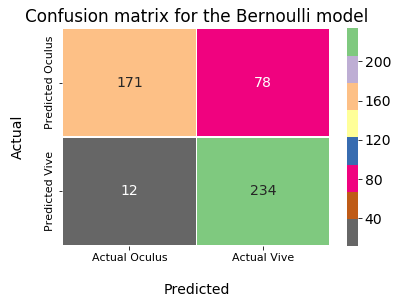 Confusion matrix for the Bernoulli model
Actual
Predicted Oculus
171
78
Predicted Vive
12
234
Actual Oculus
Actual Vive
Predicted
200
160
120
80
40